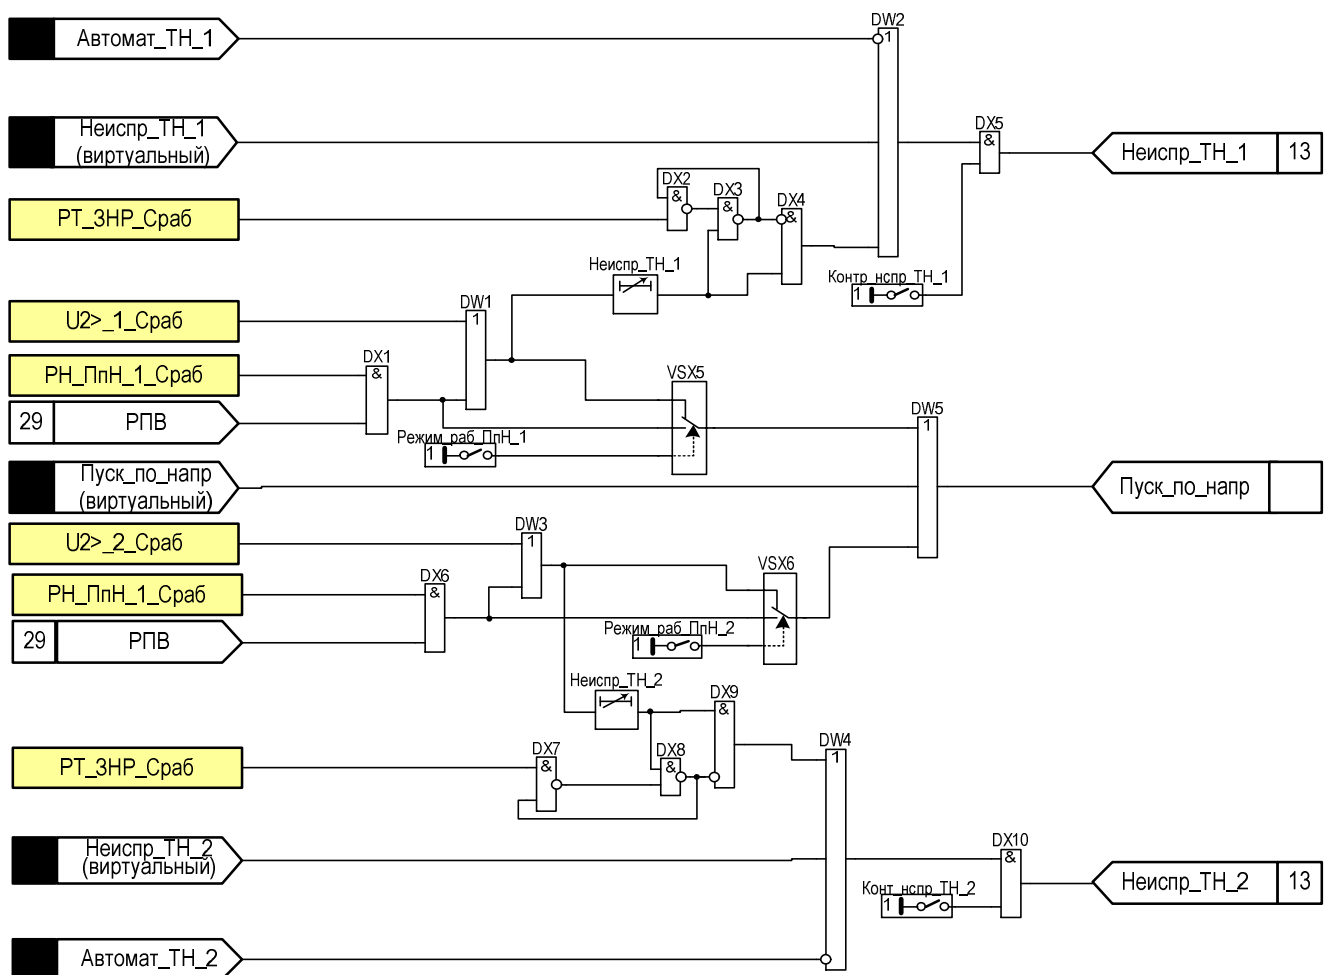 DW2
Автомат_ТН_1
1
Неиспр_ТН_1
(виртуальный)
DX5
&
Неиспр_ТН_1
13
DX2
&
DX3
&
DX4
&
РТ_ЗНР_Сраб
Неиспр_ТН_1
Контр_нспр_ТН_1
1
DW1
1
U2>_1_Сраб
DX1
&
РН_ПпН_1_Сраб
VSX5
29
РПВ
DW5
1
Режим_раб_ПпН_1
1
Пуск_по_напр
(виртуальный)
Пуск_по_напр
DW3
1
U2>_2_Сраб
VSX6
DX6
&
РН_ПпН_1_Сраб
29
РПВ
Режим_раб_ПпН_2
1
Неиспр_ТН_2
DX9
&
DW4
1
DX7
&
DX8
&
РТ_ЗНР_Сраб
Неиспр_ТН_2
(виртуальный)
DX10
&
Конт_нспр_ТН_2
1
Неиспр_ТН_2
13
Автомат_ТН_2